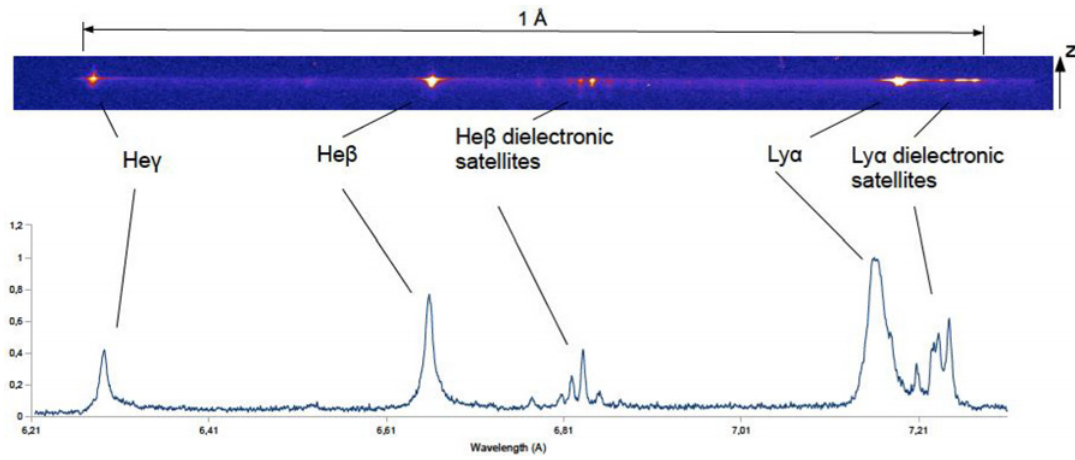 1 Å
z
Heγ
Heβ
Heβ dielectronic
satellites
Lyα
Lyα dielectronic
satellites
1,2
1
0,8
0,6
0,4
0,2
0
6,21
6,41
6,61
6,81
7,01
7,21
Wavelength (A)